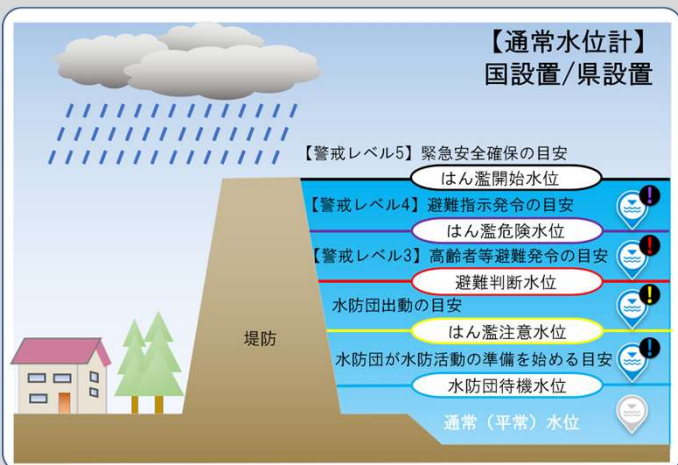 【通常水位計】
国設置/県設置
【警戒レベル5】緊急安全確保の目安
はん濫開始水位
【警戒レベル4】避難指示発令の目安
はん濫危険水位
【警戒レベル3】高齢者等避難発令の目安
避難判断水位
水防団出動の目安
はん濫注意水位
水防団が水防活動の準備を始める目安
水防団待機水位
通常（平常）水位
堤防